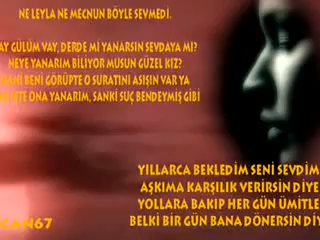 NE LEYLA NE MECNUN BÖYLE SEVMEDİ.
AY GÜLÜM VAY, DERDE Mİ YANARSIN SEVDAYA MI?
NEYE YANARIM BİLİYOR MUSUN GÜZEL KIZ?
ANİ BENİ GÖRÜPTE O SURATINI ASIŞIN VAR YA
İŞTE ONA YANARIM, SANKİ SUÇ BENDEYMIŞ GİBİ
YILLARCA BEKLEDİM SENİ SEVDİM
AŞKIMA KARŞILIK VERİRSİN DİYE
YOLLARA BAKIP HER GÜN ÜMİTLE
BELKİ BİR GÜN BANA DÖNERSİN DİY
CAN67